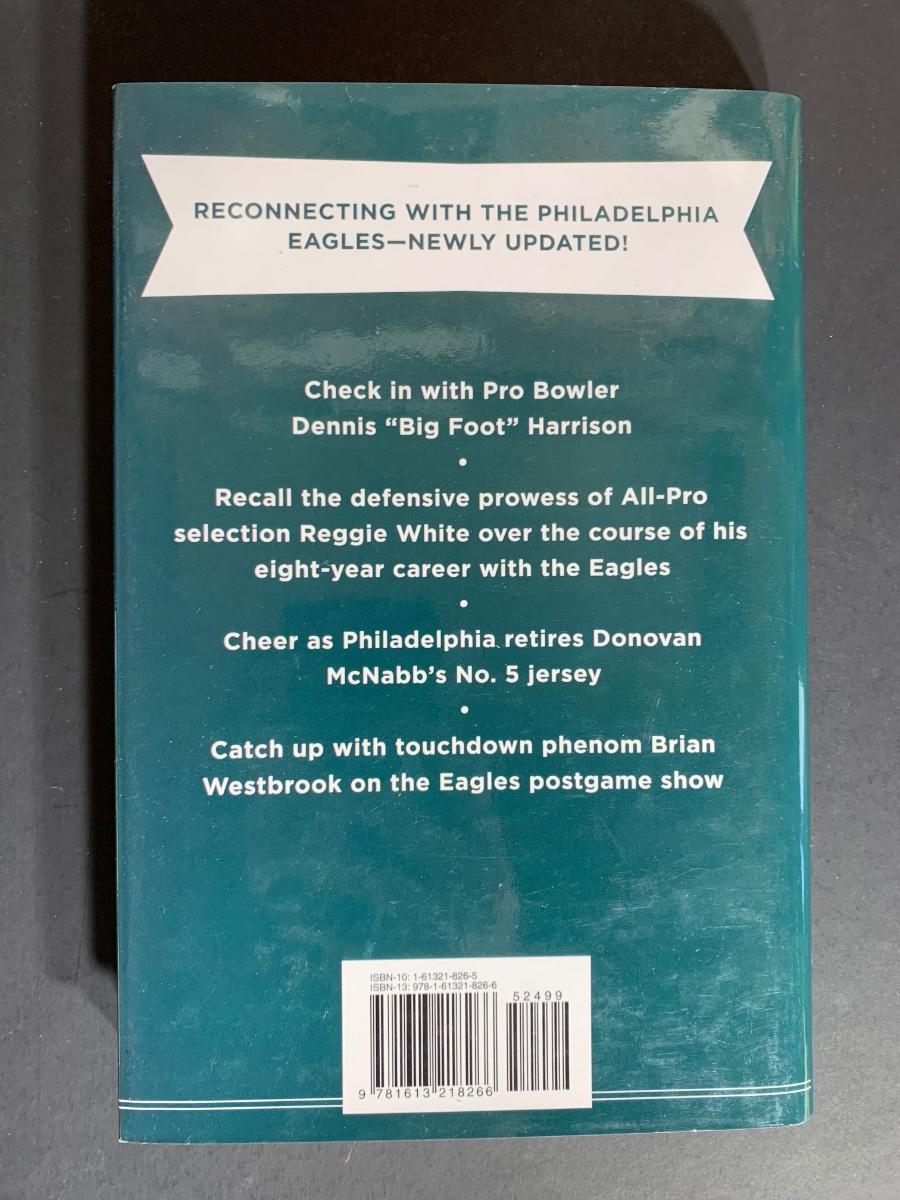 RECONNECTING WITH THE PHILADELPHIA
EAGLES—NEWLY UPDATED!
Check in with Pro Bowler
Dennis “Big Foot” Harrison
•
Recall the defensive prowess of All-Pro
selection Reggie White over the course of his
eight-year career with the Eagles
•
Cheer as Philadelphia retires Donovan
McNabb’s No. 5 jersey
•
Catch up with touchdown phenom Brian
Westbrook on the Eagles postgame show
ISBN-10: 1-61321-826-5
ISBN-13: 978-1-61321-826-6
52499
9 781613 218266